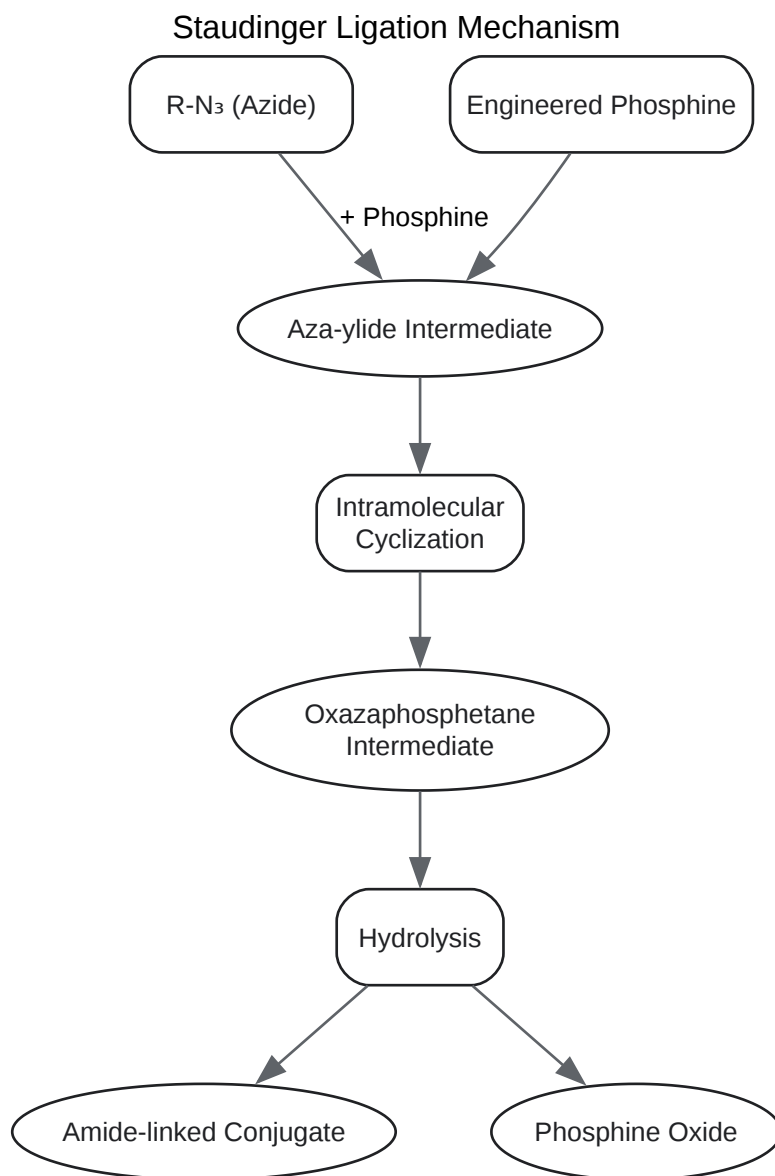 Staudinger Ligation Mechanism
R-N₃ (Azide)
Engineered Phosphine
+ Phosphine
Aza-ylide Intermediate
Intramolecular
Cyclization
Oxazaphosphetane
Intermediate
Hydrolysis
Amide-linked Conjugate
Phosphine Oxide